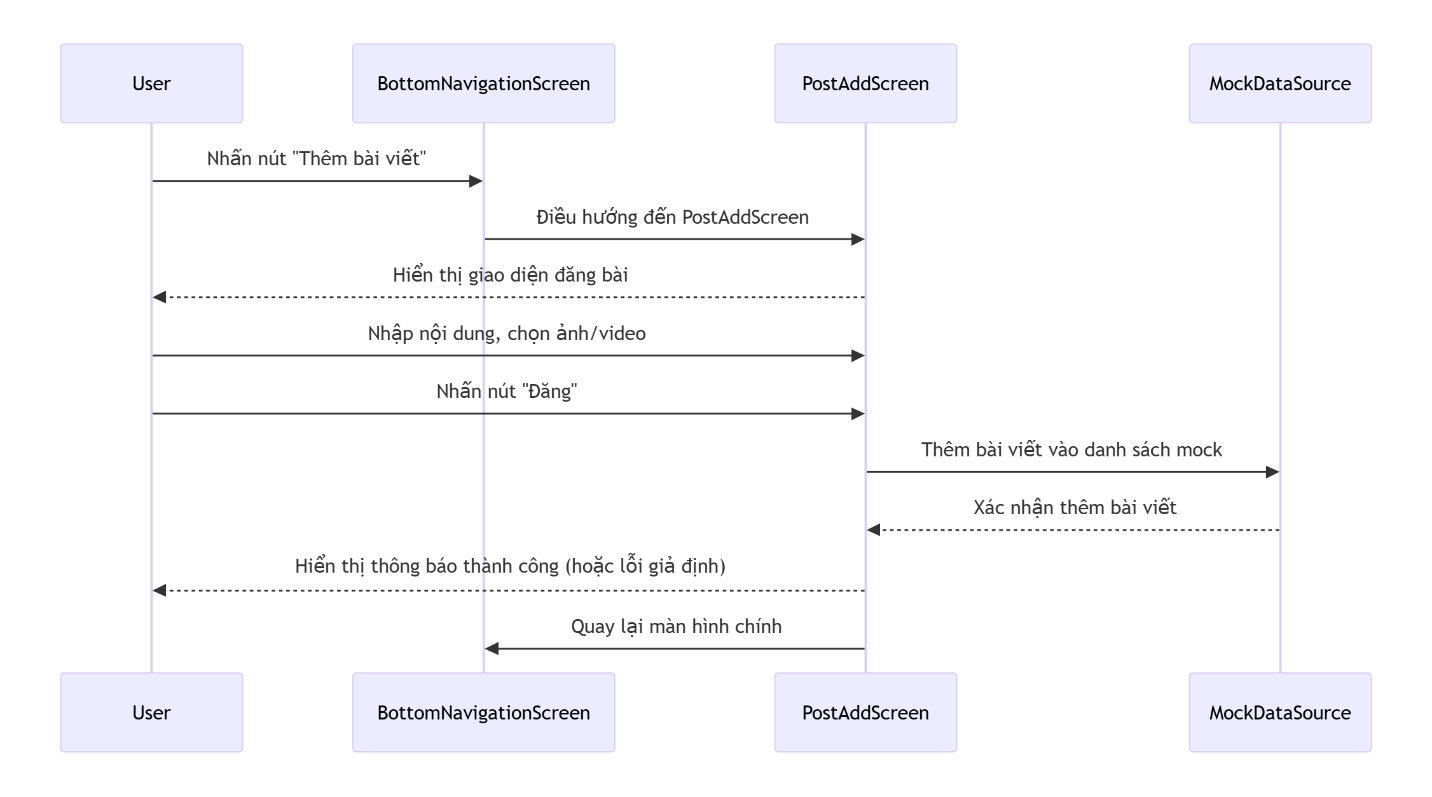 User
BottomNavigationScreen
PostAddScreen
MockDataSource
Nhấn nút "Thêm bài viết"
Điều hướng đến PostAddScreen
Hiển thị giao diện đăng bài
Nhập nội dung, chọn ảnh/video
Nhấn nút "Đăng"
Thêm bài viết vào danh sách mock
Xác nhận thêm bài viết
Hiển thị thông báo thành công (hoặc lỗi giả định)
Quay lại màn hình chính
User
BottomNavigationScreen
PostAddScreen
MockDataSource